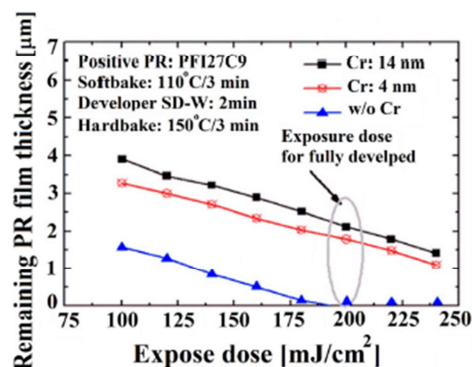 Remaining PR film thickness [μm]
6
5
4
3
2
1
0
Positive PR: PFI27C9
Softbake: 110°C/3 min
Developer SD-W: 2min
Hardbake: 150°C/3 min
Cr: 14 nm
Cr: 4 nm
w/o Cr
Exposure dose
for fully develped
75 100 125 150 175 200 225 250
Expose dose [mJ/cm²]